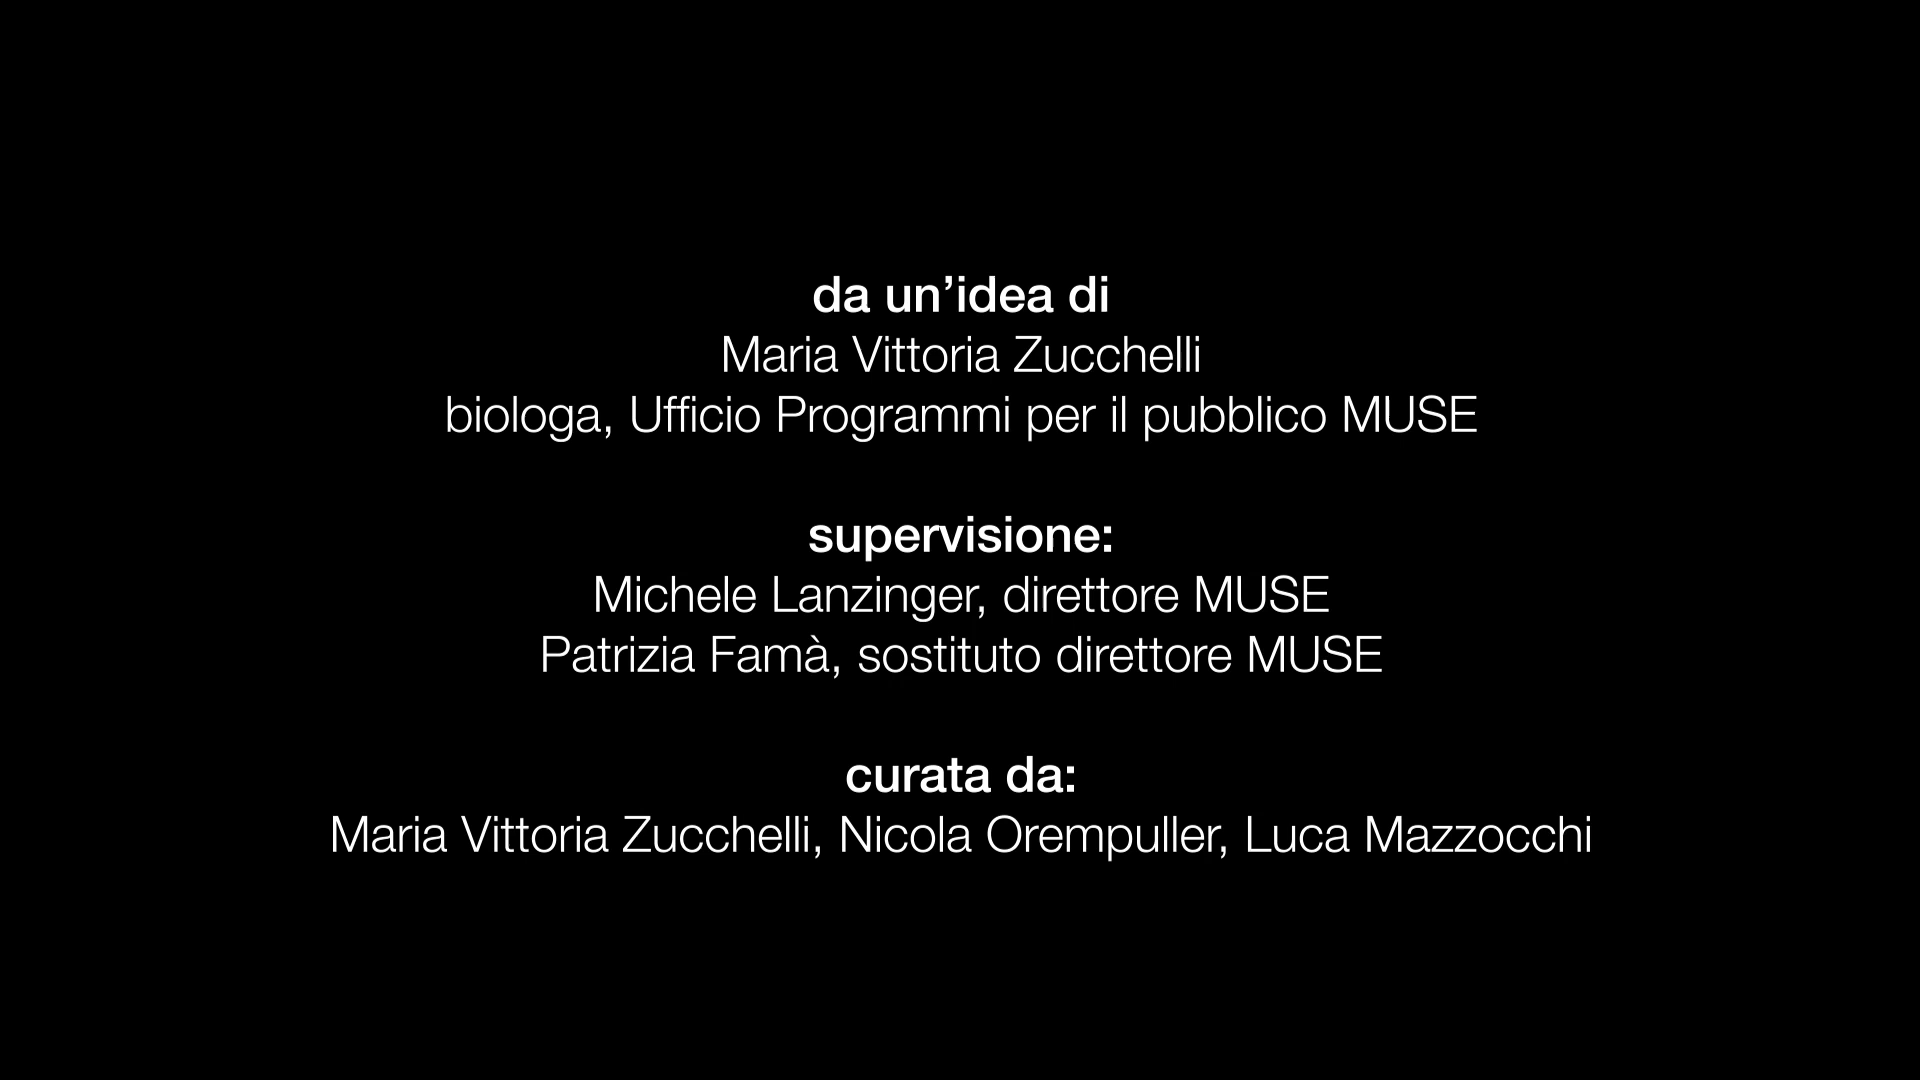 da un’idea di
Maria Vittoria Zucchelli
biologa, Ufficio Programmi per il pubblico MUSE
supervisione:
Michele Lanzinger, direttore MUSE
Patrizia Famà, sostituto direttore MUSE
curata da:
Maria Vittoria Zucchelli, Nicola Orempuller, Luca Mazzocchi